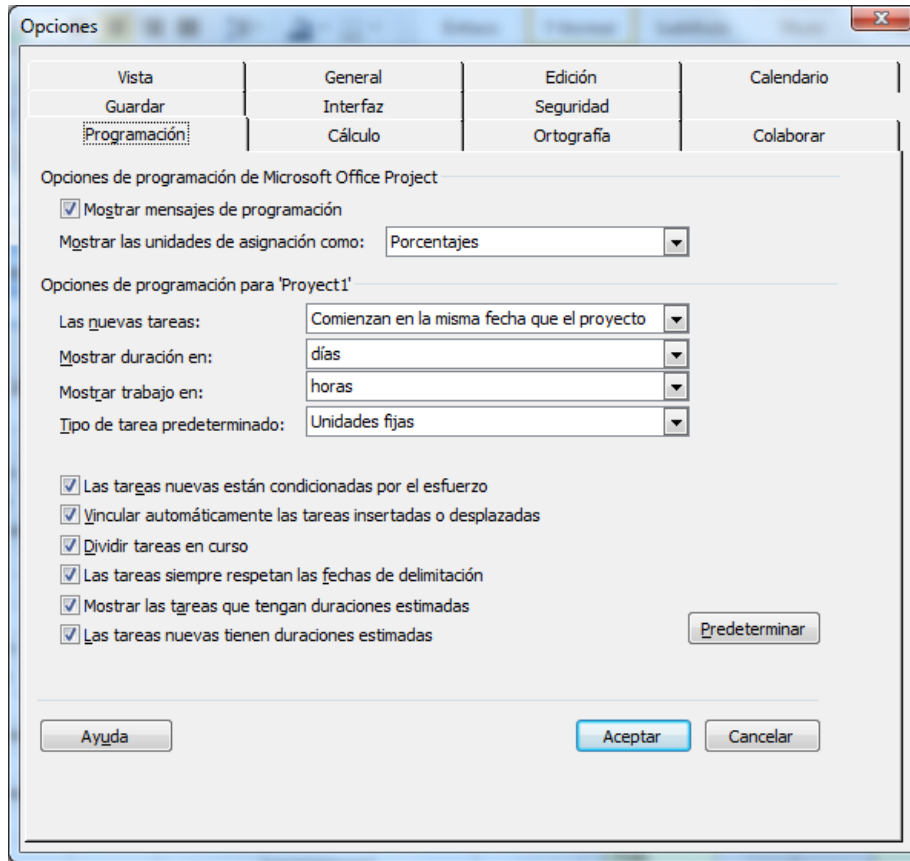 Opciones
Vista General Edición Calendario
Guardar Interfaz Seguridad
Programación Cálculo Ortografía Colaborar
Opciones de programación de Microsoft Office Project
Mostrar mensajes de programación
Mostrar las unidades de asignación como: Porcentajes
Opciones de programación para 'Proyect1'
Las nuevas tareas: Comienzan en la misma fecha que el proyecto
Mostrar duración en: días
Mostrar trabajo en: horas
Tipo de tarea predeterminado: Unidades fijas
Las tareas nuevas están condicionadas por el esfuerzo
Vincular automáticamente las tareas insertadas o desplazadas
Dividir tareas en curso
Las tareas siempre respetan las fechas de delimitación
Mostrar las tareas que tengan duraciones estimadas
Las tareas nuevas tienen duraciones estimadas
Predeterminar
Ayuda Aceptar Cancelar